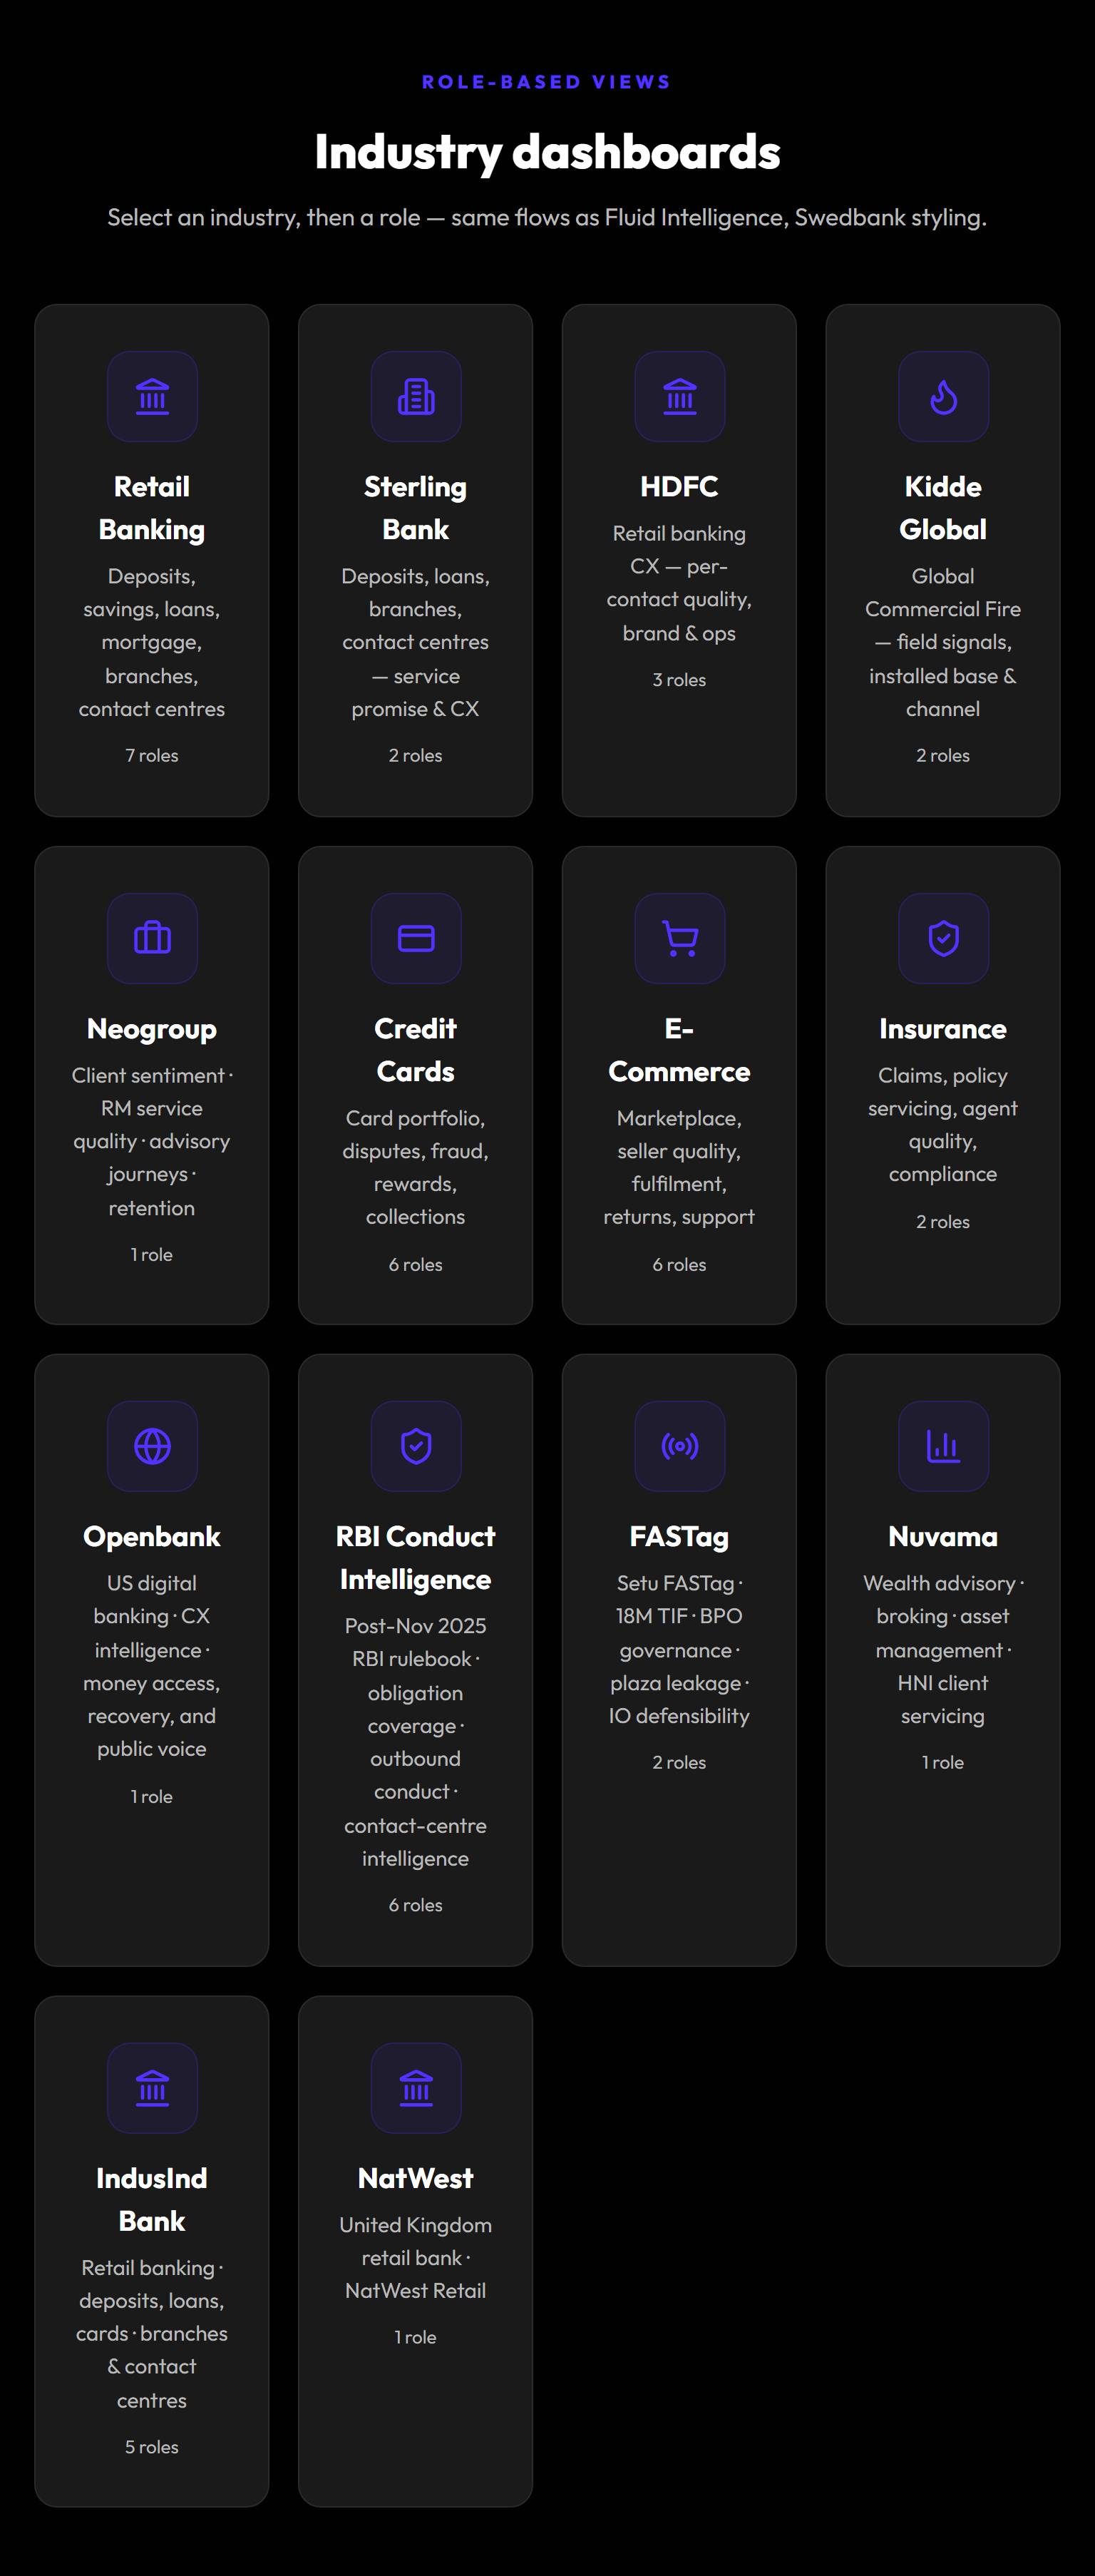 ROLE-BASED VIEWS
Industry dashboards
Select an industry, then a role — same flows as Fluid Intelligence, Swedbank styling.
Retail
Banking
Deposits,
savings, loans,
mortgage,
branches,
contact centres
7 roles
Sterling
Bank
Deposits, loans,
branches,
contact centres
— service
promise & CX
2 roles
HDFC
Retail banking
CX — per-
contact quality,
brand & ops
3 roles
Kidde
Global
Global
Commercial Fire
— field signals,
installed base &
channel
2 roles
Neogroup
Client sentiment ·
RM service
quality · advisory
journeys ·
retention
1 role
Credit
Cards
Card portfolio,
disputes, fraud,
rewards,
collections
6 roles
E-
Commerce
Marketplace,
seller quality,
fulfilment,
returns, support
6 roles
Insurance
Claims, policy
servicing, agent
quality,
compliance
2 roles
Openbank
US digital
banking · CX
intelligence ·
money access,
recovery, and
public voice
1 role
RBI Conduct
Intelligence
Post-Nov 2025
RBI rulebook ·
obligation
coverage ·
outbound
conduct ·
contact-centre
intelligence
6 roles
FASTag
Setu FASTag ·
18M TIF · BPO
governance ·
plaza leakage ·
IO defensibility
2 roles
Nuvama
Wealth advisory ·
broking · asset
management ·
HNI client
servicing
1 role
IndusInd
Bank
Retail banking ·
deposits, loans,
cards · branches
& contact
centres
5 roles
NatWest
United Kingdom
retail bank ·
NatWest Retail
1 role